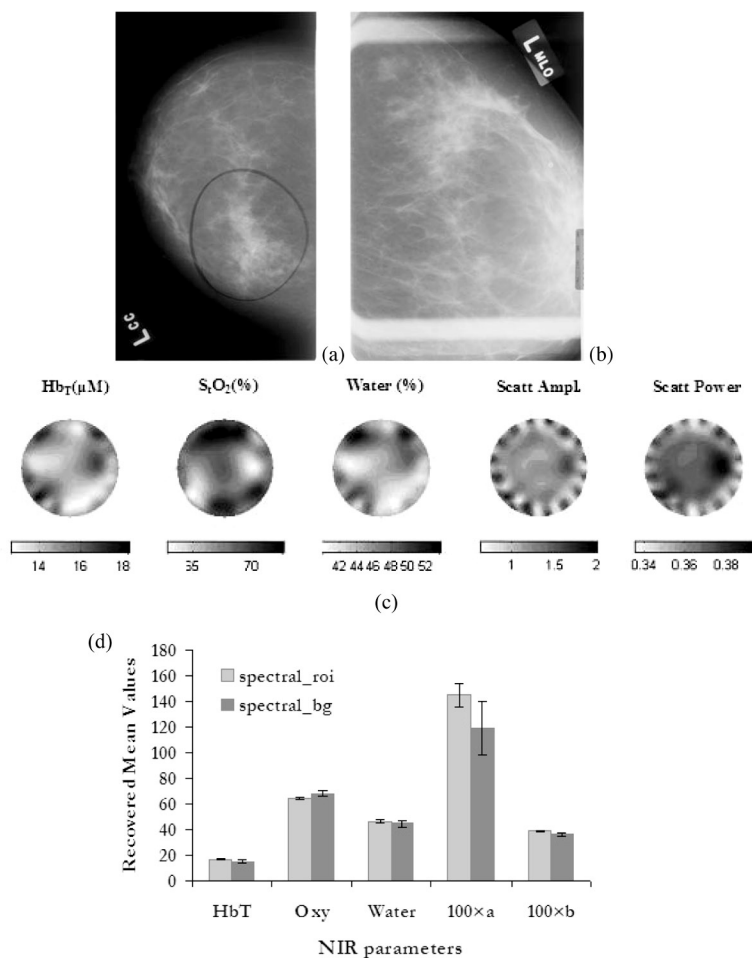 L CC
L MLO
(a)
(b)
HbT(µM)
StO2(%)
Water (%)
Scatt Ampl.
Scatt Power
14 16 18
65 70
42 44 46 48 50 52
1 1.5 2
0.34 0.36 0.38
(c)
(d)
Recovered Mean Values
180
160
140
120
100
80
60
40
20
0
spectral_roi
spectral_bg
HbT Oxy Water 100×a 100×b
NIR parameters